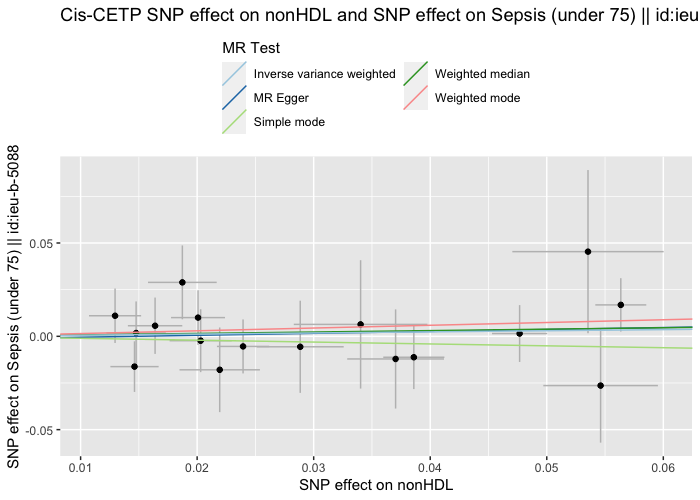 Cis-CETP SNP effect on nonHDL and SNP effect on Sepsis (under 75) || id:ieu
MR Test
Inverse variance weighted
Weighted median
MR Egger
Weighted mode
Simple mode
SNP effect on Sepsis (under 75) || id:ieu-b-5088
0.05
0.00
-0.05
0.01 0.02 0.03 0.04 0.05 0.06
SNP effect on nonHDL